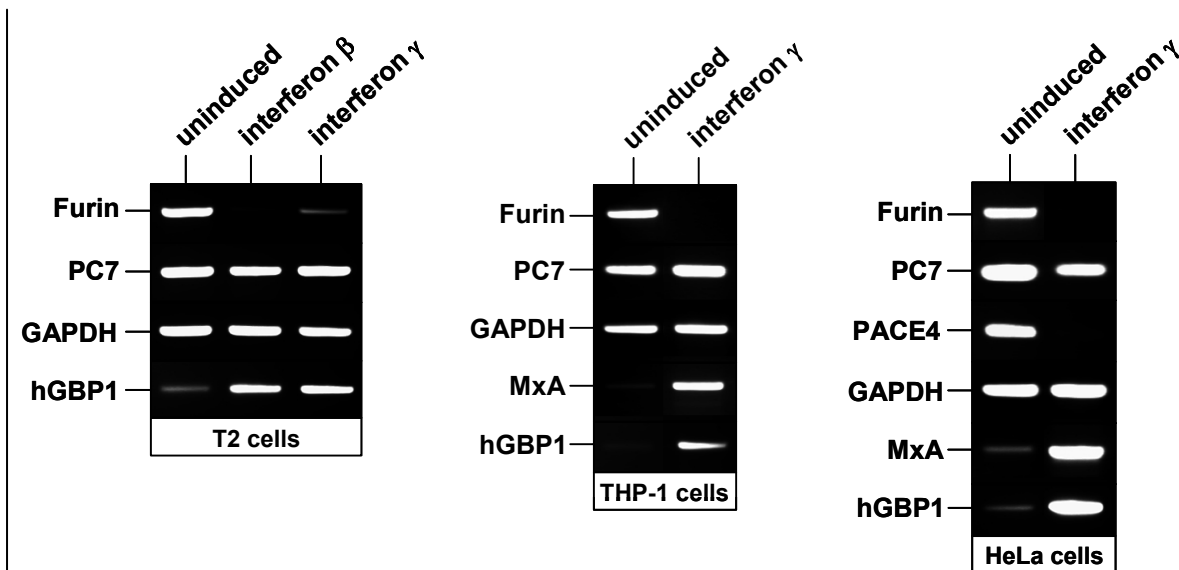 uninduced
interferon β
interferon γ
Furin
PC7
GAPDH
hGBP1
T2 cells
uninduced
interferon γ
Furin
PC7
GAPDH
MxA
hGBP1
THP-1 cells
uninduced
interferon γ
Furin
PC7
PACE4
GAPDH
MxA
hGBP1
HeLa cells